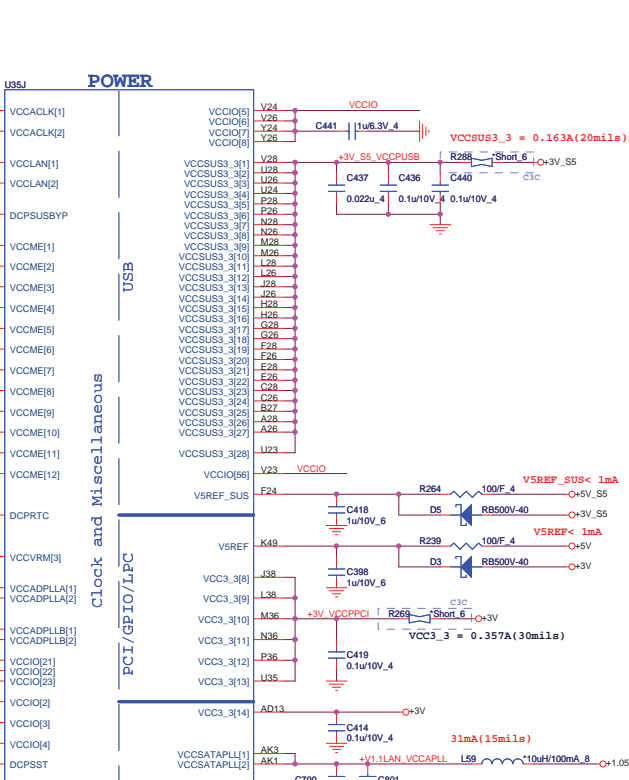 POWER
U35J
VCCACLK[1]
VCCACLK[2]
VCCLAN[1]
VCCLAN[2]
DCPSUSBYP
VCCME[1]
VCCME[2]
VCCME[3]
VCCME[4]
VCCME[5]
VCCME[6]
VCCME[7]
VCCME[8]
VCCME[9]
VCCME[10]
VCCME[11]
VCCME[12]
DCPRTC
VCCVRM[3]
VCCADPLLA[1]
VCCADPLLA[2]
VCCADPLLB[1]
VCCADPLLB[2]
VCCIO[21]
VCCIO[22]
VCCIO[23]
VCCIO[2]
VCCIO[3]
VCCIO[4]
DCPSST
Clock and Miscellaneous
USB
PCI/GPIO/LPC
VCCIO[5] V24
VCCIO[6] V26
VCCIO[7] Y24
VCCIO[8] Y26
VCCSUS3_3[1] V28
VCCSUS3_3[2] U28
VCCSUS3_3[3] U26
VCCSUS3_3[4] U24
VCCSUS3_3[5] P28
VCCSUS3_3[6] P26
VCCSUS3_3[7] N28
VCCSUS3_3[8] N26
VCCSUS3_3[9] M28
VCCSUS3_3[10] M26
VCCSUS3_3[11] L28
VCCSUS3_3[12] L26
VCCSUS3_3[13] J28
VCCSUS3_3[14] J26
VCCSUS3_3[15] H28
VCCSUS3_3[16] H26
VCCSUS3_3[17] G28
VCCSUS3_3[18] G26
VCCSUS3_3[19] F28
VCCSUS3_3[20] F26
VCCSUS3_3[21] E28
VCCSUS3_3[22] E26
VCCSUS3_3[23] C28
VCCSUS3_3[24] C26
VCCSUS3_3[25] B27
VCCSUS3_3[26] A28
VCCSUS3_3[27] A26
VCCSUS3_3[28] U23
VCCIO[56] V23
V5REF_SUS F24
V5REF K49
VCC3_3[8] J38
VCC3_3[9] L38
VCC3_3[10] M36
VCC3_3[11] N36
VCC3_3[12] P36
VCC3_3[13] U35
VCC3_3[14] AD13
VCCSATAPLL[1] AK3
VCCSATAPLL[2] AK1
VCCIO
C441 1u/6.3V_4
VCCSUS3_3 = 0.163A(20mils)
+3V_S5_VCCPUSB R288 *Short_6 +3V_S5
c3c
C437 C436 C440
0.022u_4 0.1u/10V_4 0.1u/10V_4
VCCIO
V5REF_SUS< 1mA
R264 100/F_4 +5V_S5
C418 D5 RB500V-40 +3V_S5
1u/10V_6
V5REF< 1mA
R239 100/F_4 +5V
D3 RB500V-40 +3V
C398
1u/10V_6
c3c
+3V_VCCPPCI R269 *Short_6 +3V
VCC3_3 = 0.357A(30mils)
C419
0.1u/10V_4
+3V
C414
0.1u/10V_4
31mA(15mils)
+V1.1LAN_VCCAPLL L59 *10uH/100mA_8 +1.05
C799 C801